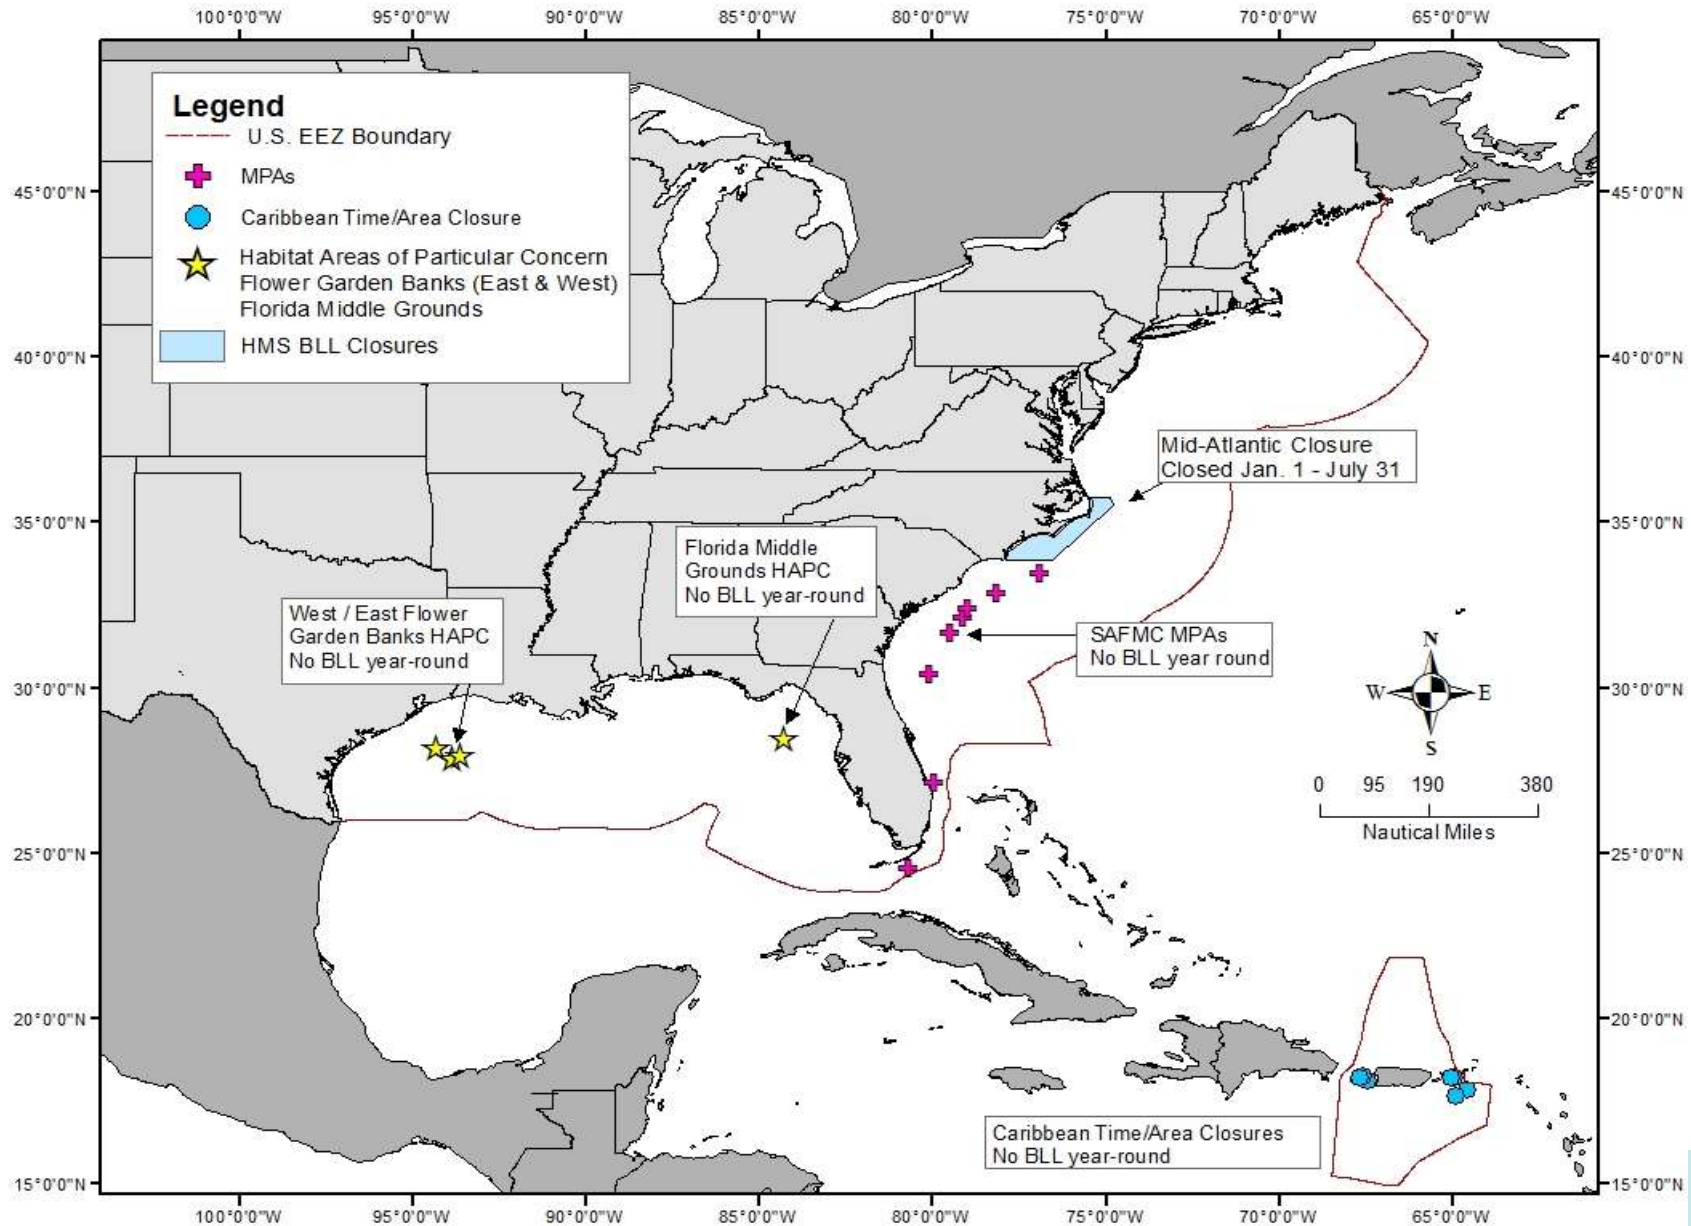 100°0'0"W 95°0'0"W 90°0'0"W 85°0'0"W 80°0'0"W 75°0'0"W 70°0'0"W 65°0'0"W
Legend
U.S. EEZ Boundary
MPAs
Caribbean Time/Area Closure
Habitat Areas of Particular Concern
Flower Garden Banks (East & West)
Florida Middle Grounds
HMS BLL Closures
45°0'0"N 45°0'0"N
40°0'0"N 40°0'0"N
Mid-Atlantic Closure
Closed Jan. 1 - July 31
35°0'0"N 35°0'0"N
Florida Middle
Grounds HAPC
No BLL year-round
West / East Flower
Garden Banks HAPC
No BLL year-round
SAFMC MPAs
No BLL year round
30°0'0"N 30°0'0"N
N
W E
S
0 95 190 380
Nautical Miles
25°0'0"N 25°0'0"N
20°0'0"N 20°0'0"N
Caribbean Time/Area Closures
No BLL year-round
15°0'0"N 15°0'0"N
100°0'0"W 95°0'0"W 90°0'0"W 85°0'0"W 80°0'0"W 75°0'0"W 70°0'0"W 65°0'0"W